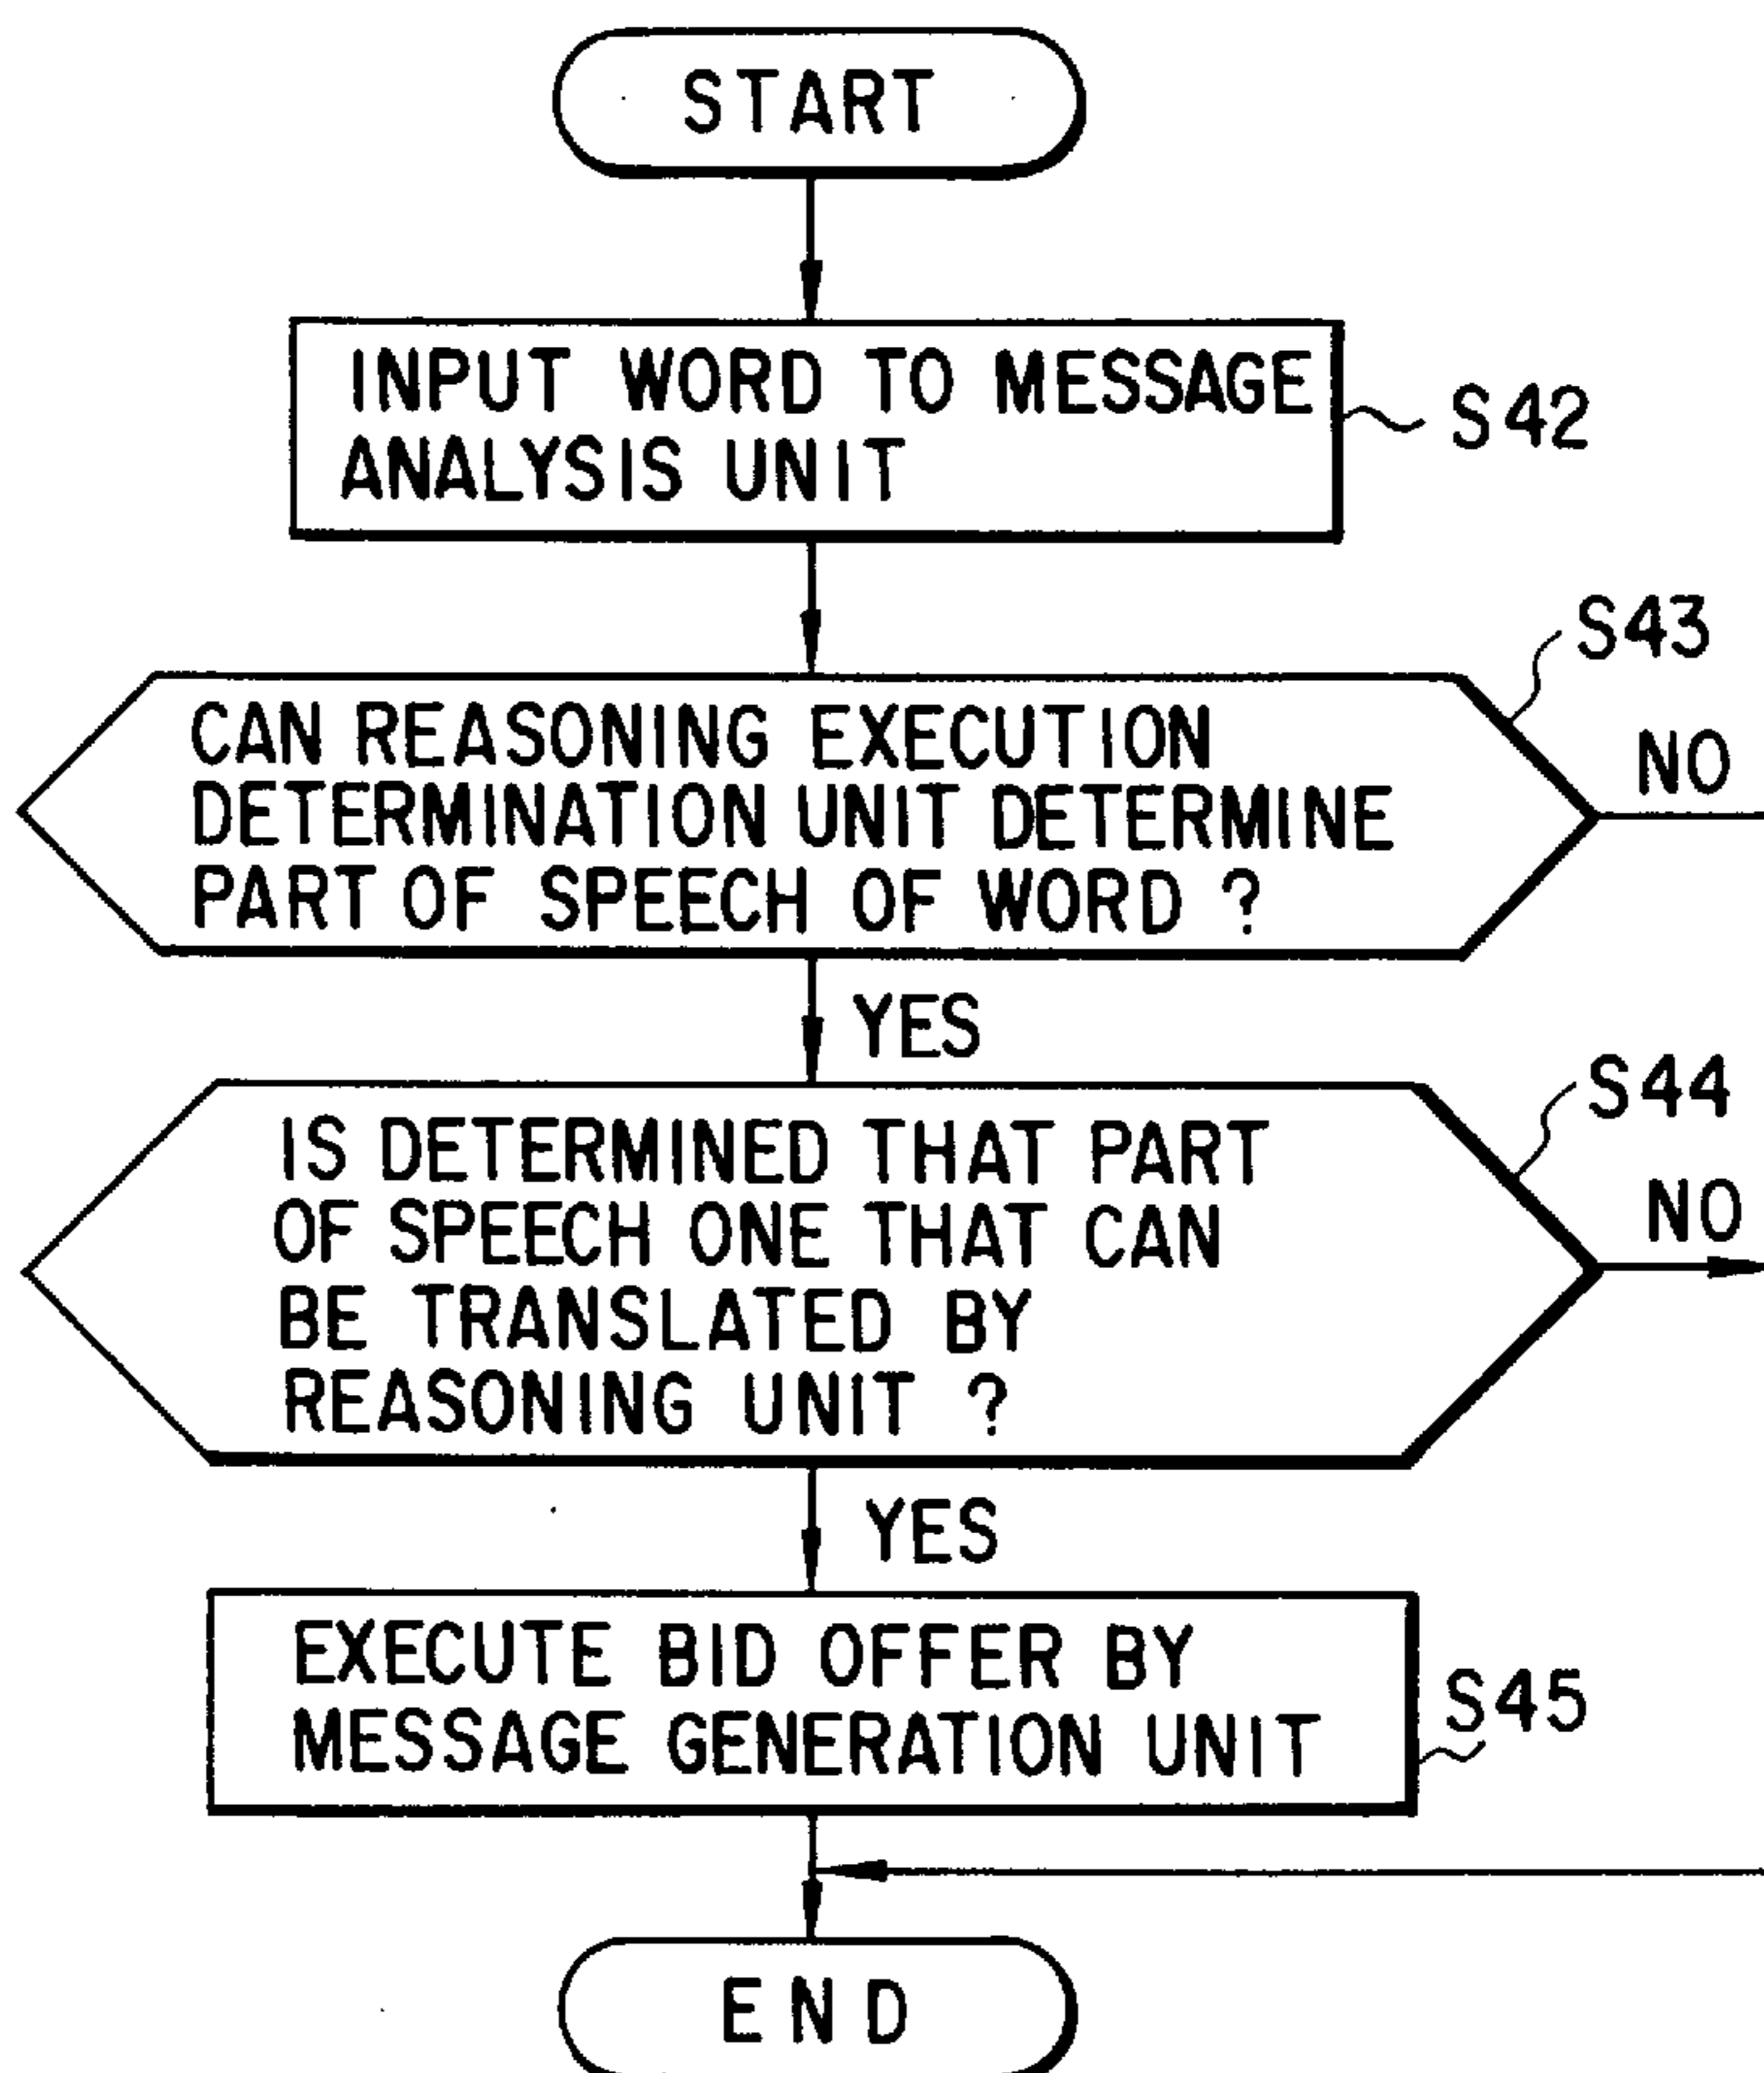 START
INPUT WORD TO MESSAGE
ANALYSIS UNIT
S42
S43
CAN REASONING EXECUTION
DETERMINATION UNIT DETERMINE
PART OF SPEECH OF WORD ?
NO
YES
S44
IS DETERMINED THAT PART
OF SPEECH ONE THAT CAN
BE TRANSLATED BY
REASONING UNIT ?
NO
YES
EXECUTE BID OFFER BY
MESSAGE GENERATION UNIT
S45
END